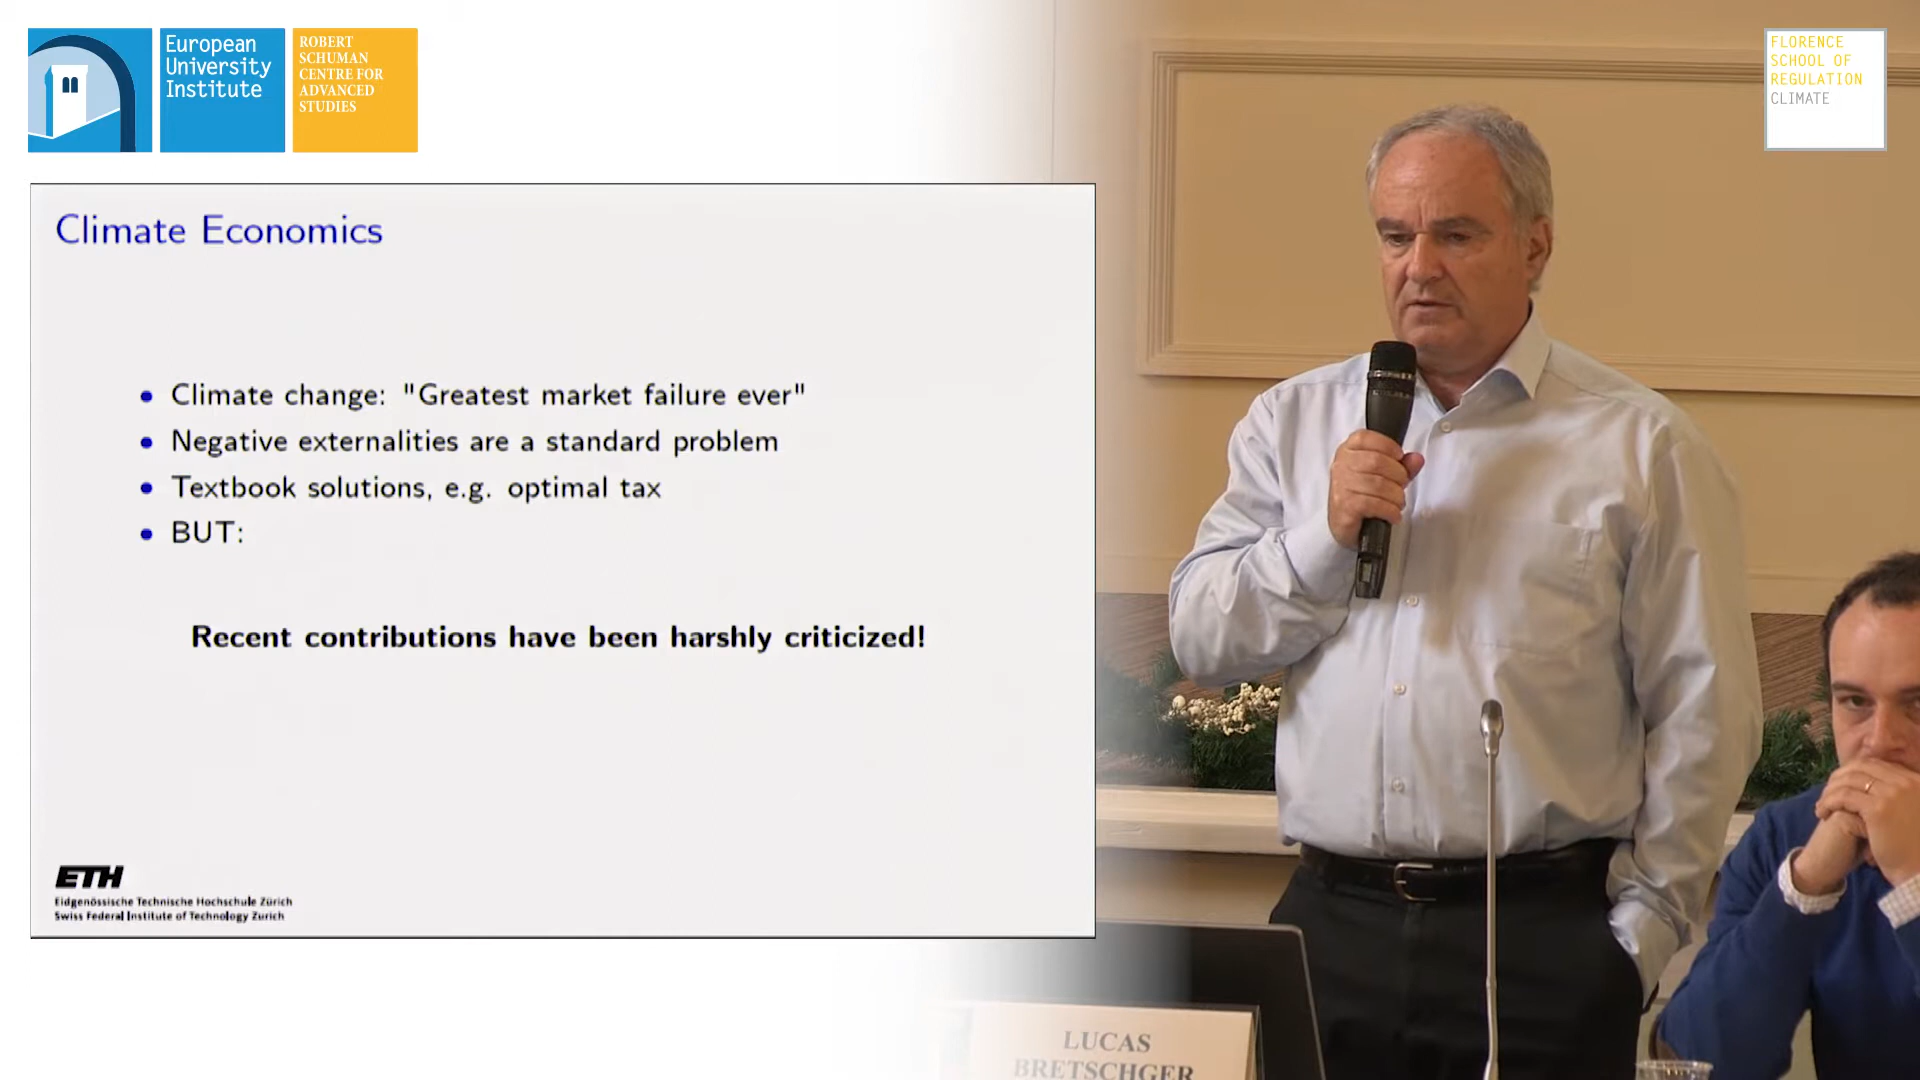 European
University
Institute
ROBERT
SCHUMAN
CENTRE FOR
ADVANCED
STUDIES
FLORENCE
SCHOOL OF
REGULATION
CLIMATE
Climate Economics
• Climate change: "Greatest market failure ever"
• Negative externalities are a standard problem
• Textbook solutions, e.g. optimal tax
• BUT:
Recent contributions have been harshly criticized!
ETH
Eidgenössische Technische Hochschule Zürich
Swiss Federal Institute of Technology Zurich
LUCAS
BRETSCHGER